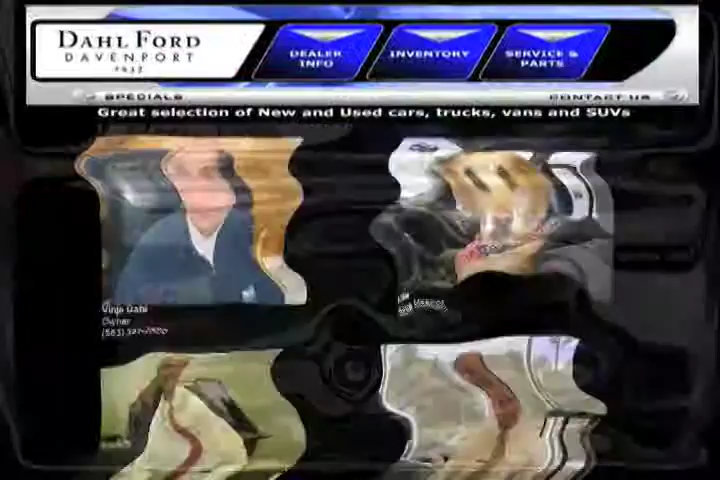 DAHL FORD
DAVENPORT
DEALER
INFO
INVENTORY
SERVICE &
PARTS
SPECIALS
CONTACT US
Great selection of New and Used cars, trucks, vans and SUVs
Dahl
Owner